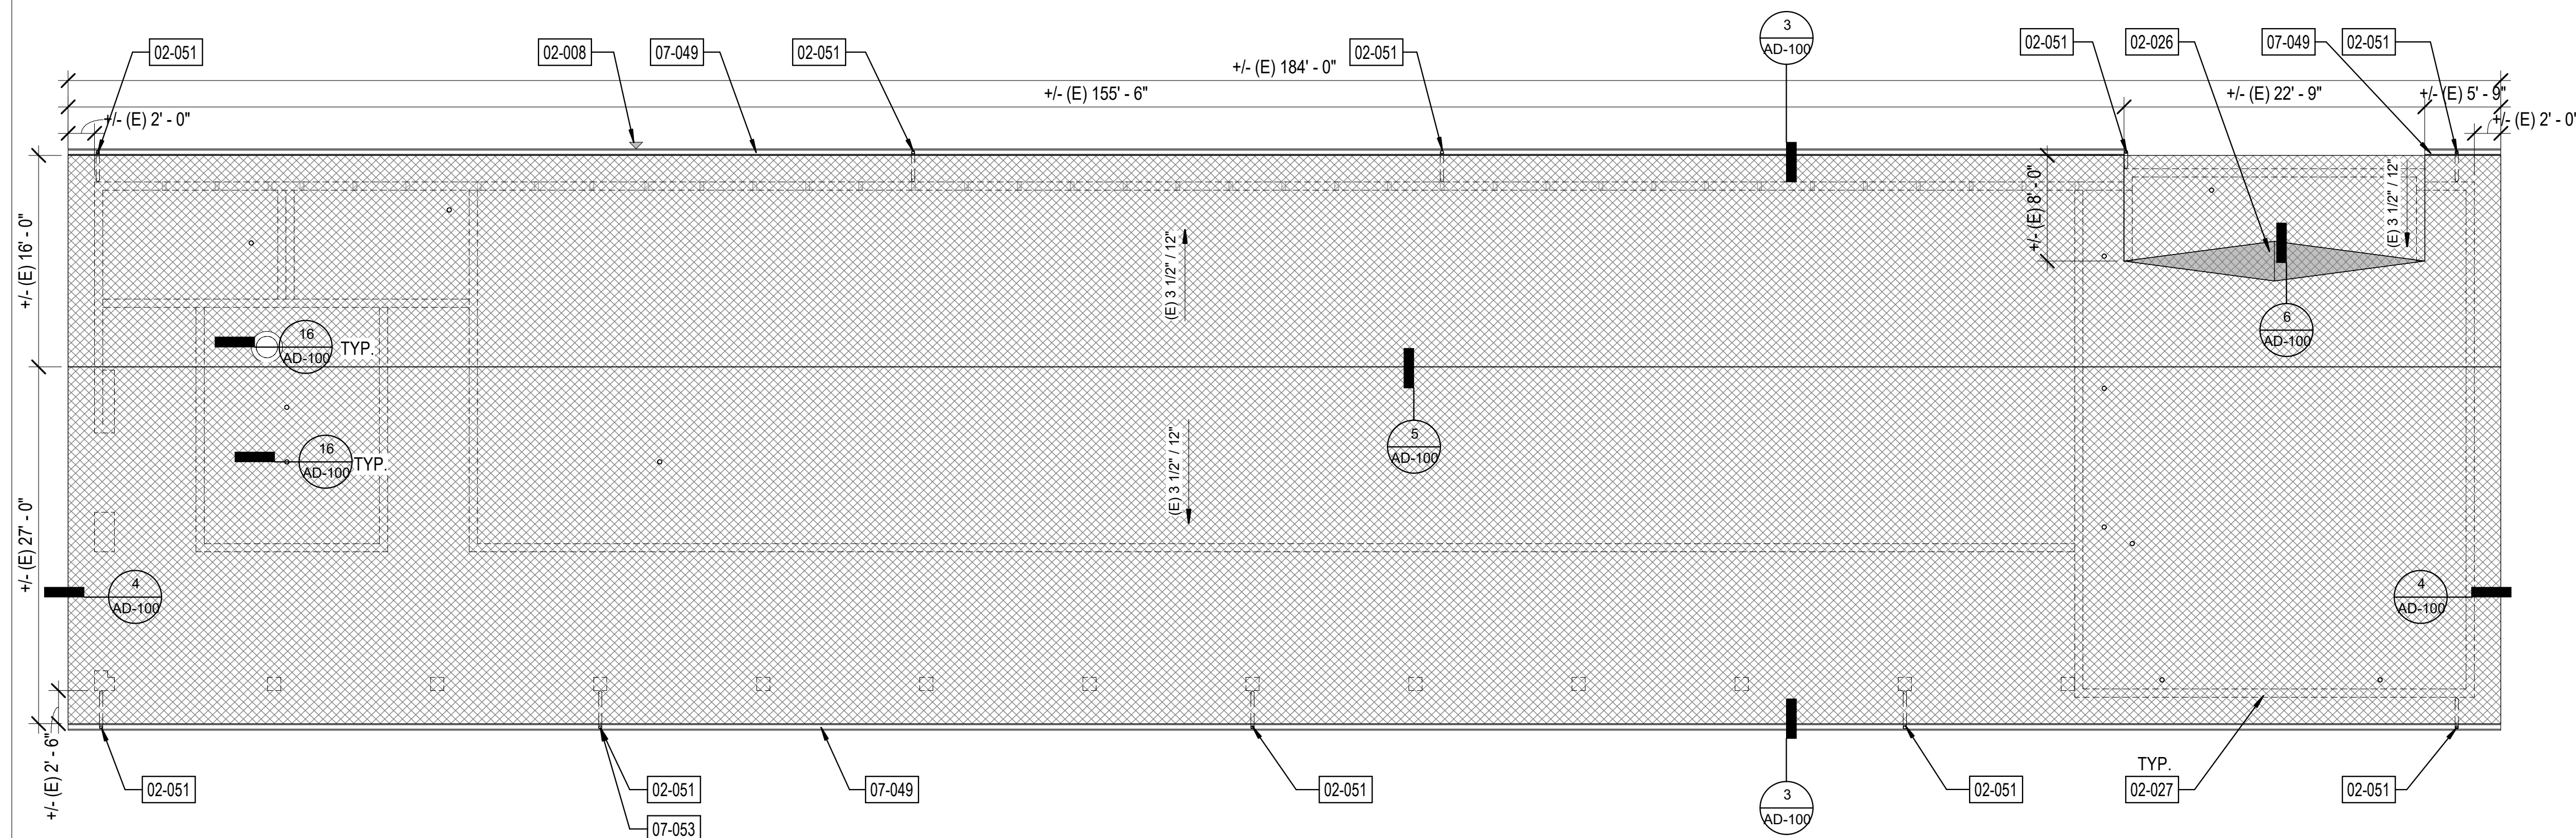 02-051
02-008
07-049
02-051
02-051
3
AD-100
02-051
02-026
07-049
02-051
+/- (E) 184' - 0"
+/- (E) 155' - 6"
+/- (E) 22' - 9"
+/- (E) 5' - 9"
+/- (E) 2' - 0"
+/- (E) 2' - 0"
+/- (E) 16' - 0"
+/- (E) 8' - 0"
(E) 3 1/2" / 12"
(E) 3 1/2" / 12"
16
AD-100
TYP.
6
AD-100
5
AD-100
16
AD-100
TYP.
(E) 3 1/2" / 12"
+/- (E) 27' - 0"
4
AD-100
4
AD-100
+/- (E) 2' - 6"
02-051
02-051
07-053
07-049
02-051
3
AD-100
02-051
TYP.
02-027
02-051